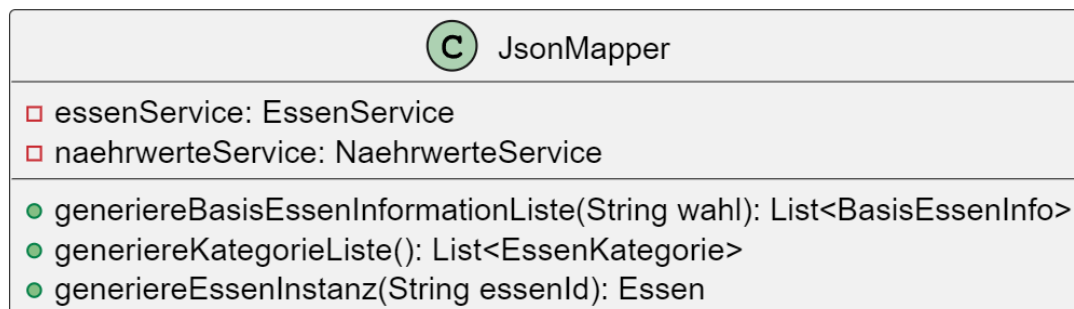 C JsonMapper
essenService: EssenService
naehrwerteService: NaehrwerteService
generiereBasisEssenInformationListe(String wahl): List<BasisEssenInfo>
generiereKategorieListe(): List<EssenKategorie>
generiereEssenInstanz(String essenId): Essen